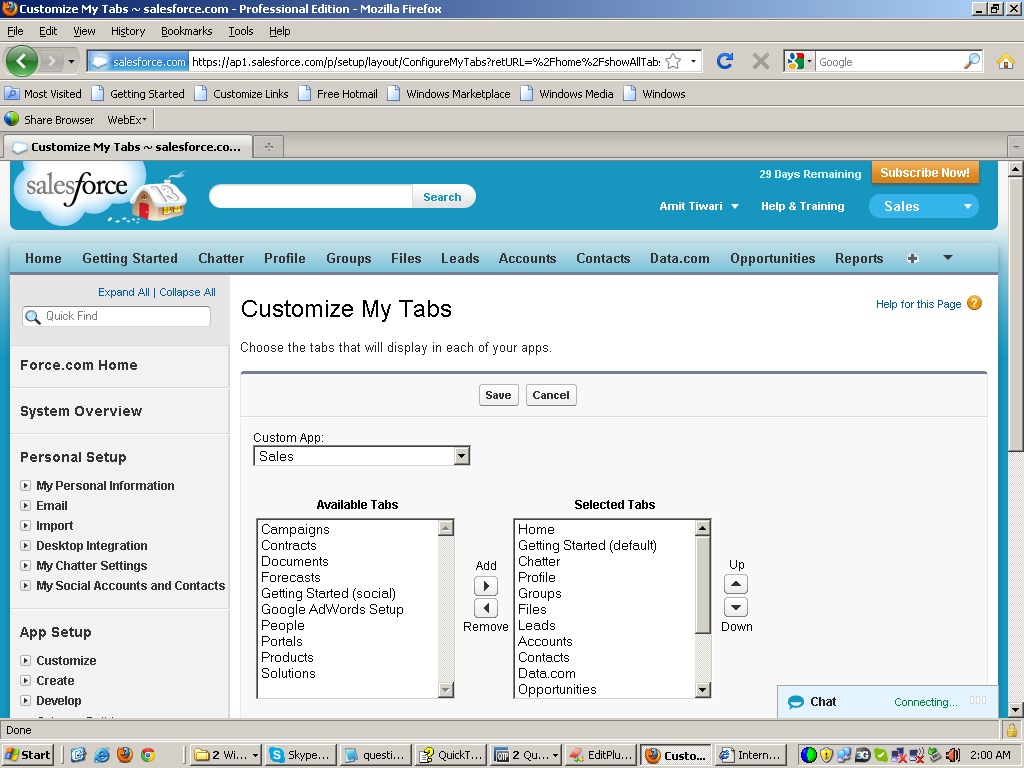 Customize My Tabs ~ salesforce.com - Professional Edition - Mozilla Firefox
File Edit View History Bookmarks Tools Help
salesforce.com https://ap1.salesforce.com/p/setup/layout/ConfigureMyTabs?retURL=%2Fhome%2FshowAllTab: Google
Most Visited Getting Started Customize Links Free Hotmail Windows Marketplace Windows Media Windows
Share Browser WebEx
Customize My Tabs ~ salesforce.co...
salesforce 13
29 Days Remaining Subscribe Now!
Search
Amit Tiwari Help & Training Sales
Home Getting Started Chatter Profile Groups Files Leads Accounts Contacts Data.com Opportunities Reports
Expand All | Collapse All
Quick Find
Force.com Home
System Overview
Personal Setup
My Personal Information
Email
Import
Desktop Integration
My Chatter Settings
My Social Accounts and Contacts
App Setup
Customize
Create
Develop
Customize My Tabs
Help for this Page
Choose the tabs that will display in each of your apps.
Save Cancel
Custom App:
Sales
Available Tabs
Campaigns
Contracts
Documents
Forecasts
Getting Started (social)
Google AdWords Setup
People
Portals
Products
Solutions
Add
Remove
Selected Tabs
Home
Getting Started (default)
Chatter
Profile
Groups
Files
Leads
Accounts
Contacts
Data.com
Opportunities
Up
Down
Chat Connecting...
Done
Start 2 Wi... Skype... questi... QuickT... 2 Qu... EditPlu... Custo... Intern... 2:00 AM